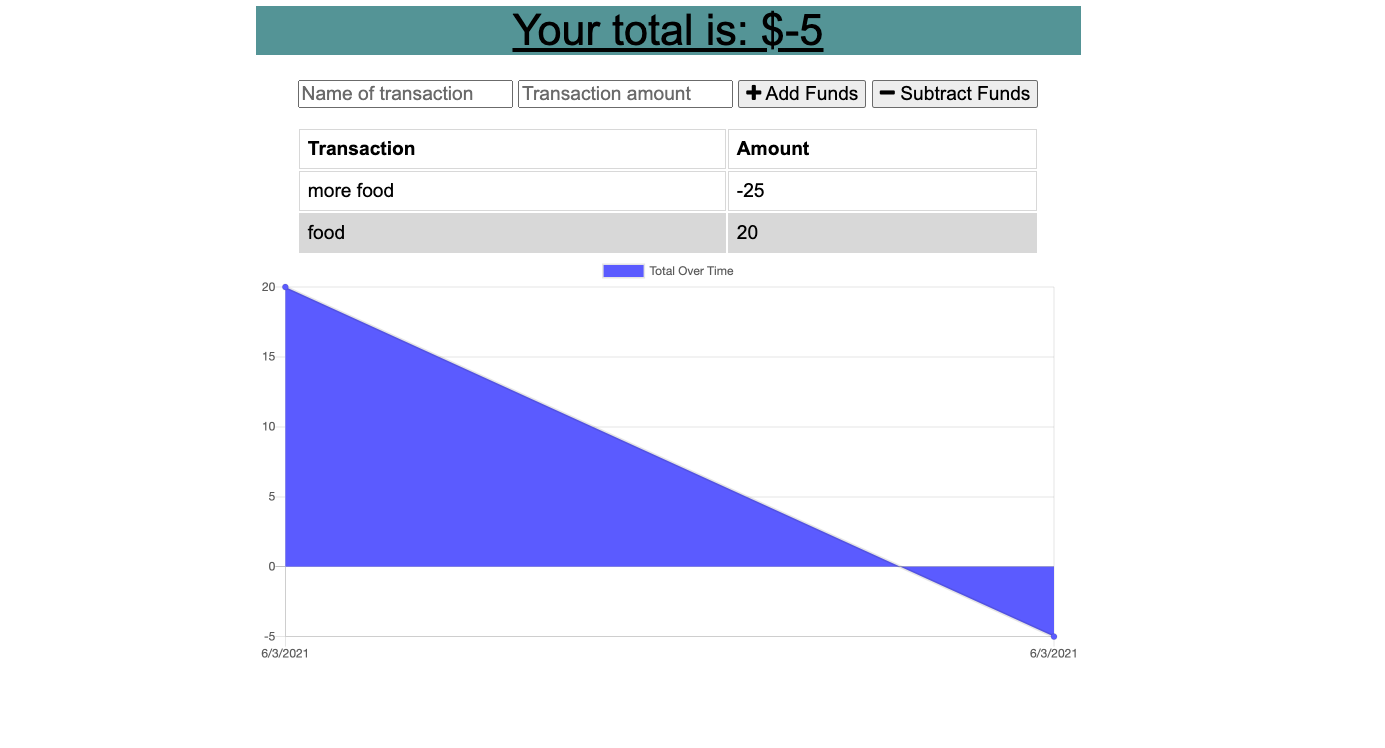 Your total is: $-5
Name of transaction Transaction amount Add Funds Subtract Funds
Transaction Amount
more food -25
food 20
Total Over Time
20
15
10
5
0
-5
6/3/2021 6/3/2021